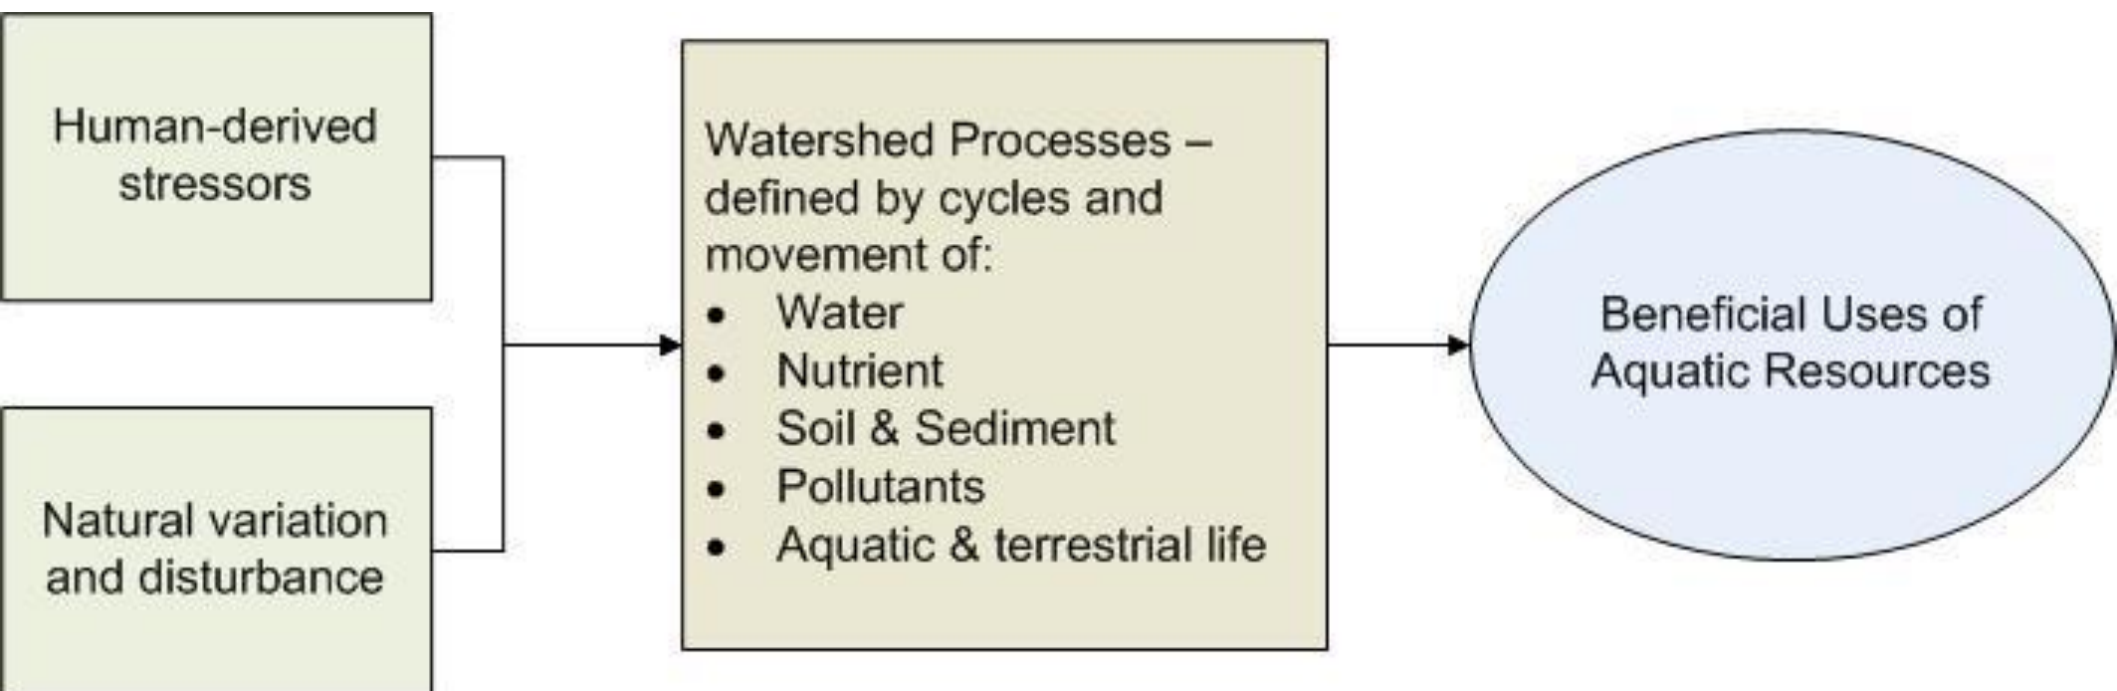 Human-derived
stressors
Natural variation
and disturbance
Watershed Processes –
defined by cycles and
movement of:
• Water
• Nutrient
• Soil & Sediment
• Pollutants
• Aquatic & terrestrial life
Beneficial Uses of
Aquatic Resources